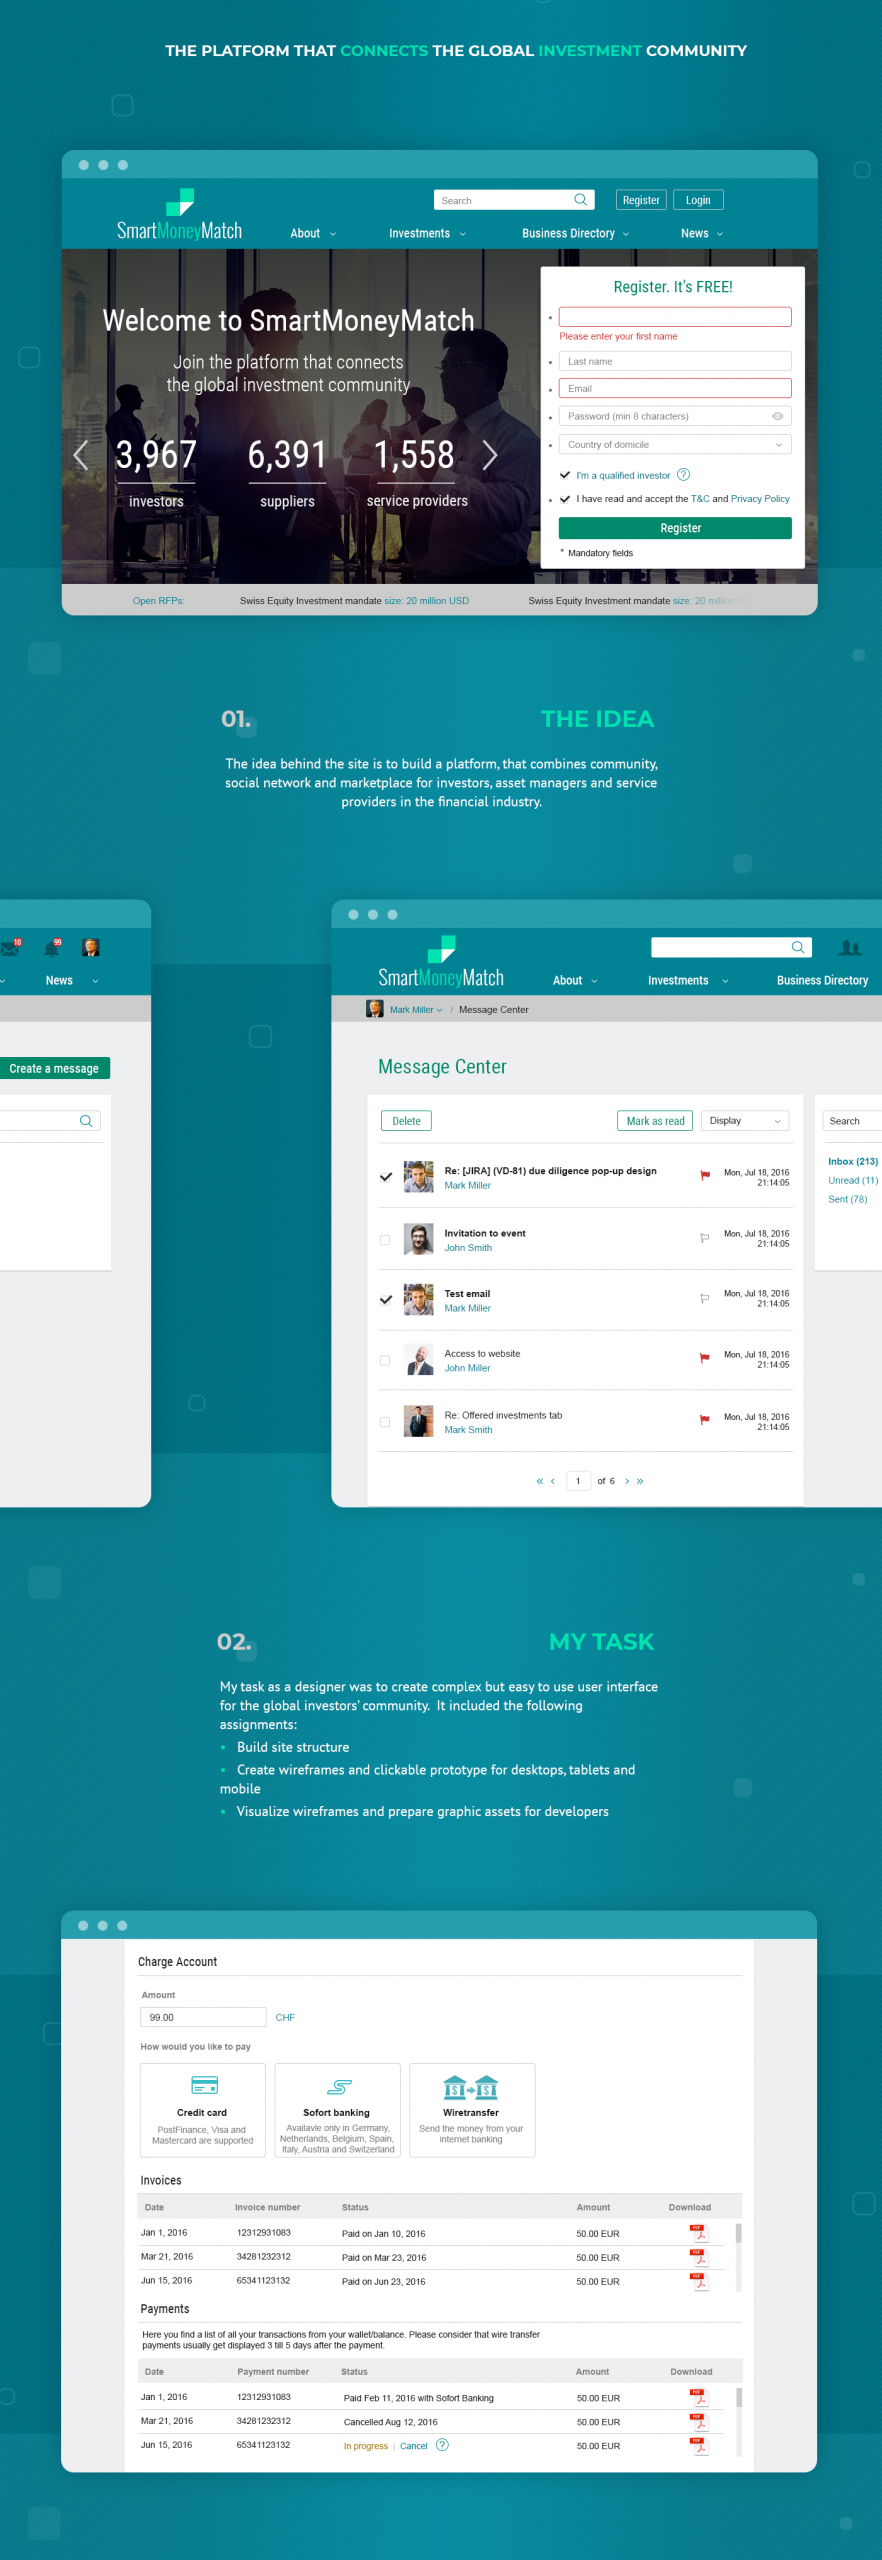 THE PLATFORM THAT CONNECTS THE GLOBAL INVESTMENT COMMUNITY
Search
Register
Login
SmartMoneyMatch
About
Investments
Business Directory
News
Welcome to SmartMoneyMatch
Join the platform that connects
the global investment community
3,967
6,391
1,558
investors
suppliers
service providers
Register. It's FREE!
*
Please enter your first name
* Last name
* Email
* Password (min 8 characters)
* Country of domicile
I'm a qualified investor ?
* I have read and accept the T&C and Privacy Policy
Register
* Mandatory fields
Open RFPs:
Swiss Equity Investment mandate size: 20 million USD
Swiss Equity Investment mandate size: 20 million U
01.
THE IDEA
The idea behind the site is to build a platform, that combines community,
social network and marketplace for investors, asset managers and service
providers in the financial industry.
10
99
News
Create a message
SmartMoneyMatch
About
Investments
Business Directory
Mark Miller / Message Center
Message Center
Delete
Mark as read
Display
Search
Re: [JIRA] (VD-81) due diligence pop-up design
Mark Miller
Mon, Jul 18, 2016
21:14:05
Inbox (213)
Unread (11)
Sent (78)
Invitation to event
John Smith
Mon, Jul 18, 2016
21:14:05
Test email
Mark Miller
Mon, Jul 18, 2016
21:14:05
Access to website
John Miller
Mon, Jul 18, 2016
21:14:05
Re: Offered investments tab
Mark Smith
Mon, Jul 18, 2016
21:14:05
« ‹ 1 of 6 › »
02.
MY TASK
My task as a designer was to create complex but easy to use user interface
for the global investors' community. It included the following
assignments:
• Build site structure
• Create wireframes and clickable prototype for desktops, tablets and
mobile
• Visualize wireframes and prepare graphic assets for developers
Charge Account
Amount
99.00 CHF
How would you like to pay
Credit card
PostFinance, Visa and
Mastercard are supported
Sofort banking
Availavie only in Germany,
Netherlands, Belgium, Spain,
Italy, Austria and Switzerland
$ $
Wiretransfer
Send the money from your
internet banking
Invoices
Date Invoice number Status Amount Download
Jan 1, 2016 12312931083 Paid on Jan 10, 2016 50.00 EUR PDF
Mar 21, 2016 34281232312 Paid on Mar 23, 2016 50.00 EUR PDF
Jun 15, 2016 65341123132 Paid on Jun 23, 2016 50.00 EUR PDF
Payments
Here you find a list of all your transactions from your wallet/balance. Please consider that wire transfer
payments usually get displayed 3 till 5 days after the payment.
Date Payment number Status Amount Download
Jan 1, 2016 12312931083 Paid Feb 11, 2016 with Sofort Banking 50.00 EUR PDF
Mar 21, 2016 34281232312 Cancelled Aug 12, 2016 50.00 EUR PDF
Jun 15, 2016 65341123132 In progress | Cancel ? 50.00 EUR PDF